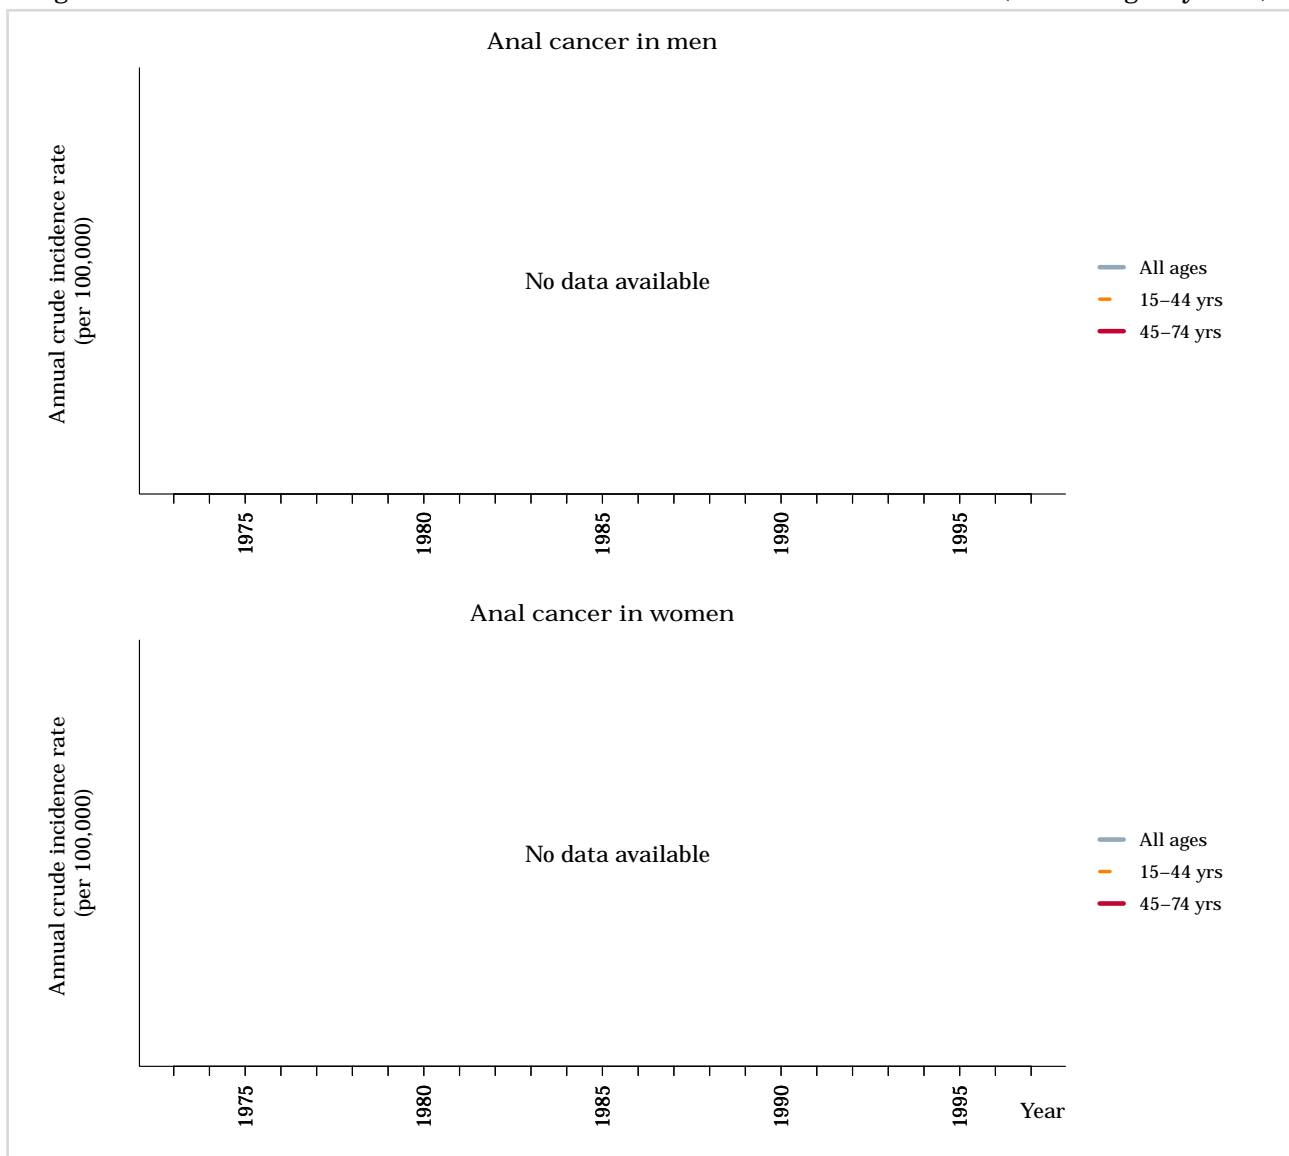 Anal cancer in men
Annual crude incidence rate
(per 100,000)
No data available
All ages
15–44 yrs
45–74 yrs
1975
1980
1985
1990
1995
Anal cancer in women
Annual crude incidence rate
(per 100,000)
No data available
All ages
15–44 yrs
45–74 yrs
1975
1980
1985
1990
1995
Year